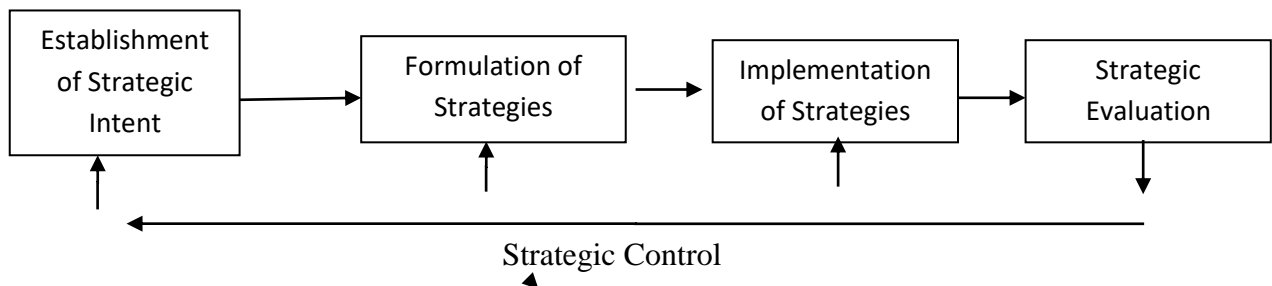 Establishment
of Strategic
Intent
Formulation of
Strategies
Implementation
of Strategies
Strategic
Evaluation
Strategic Control